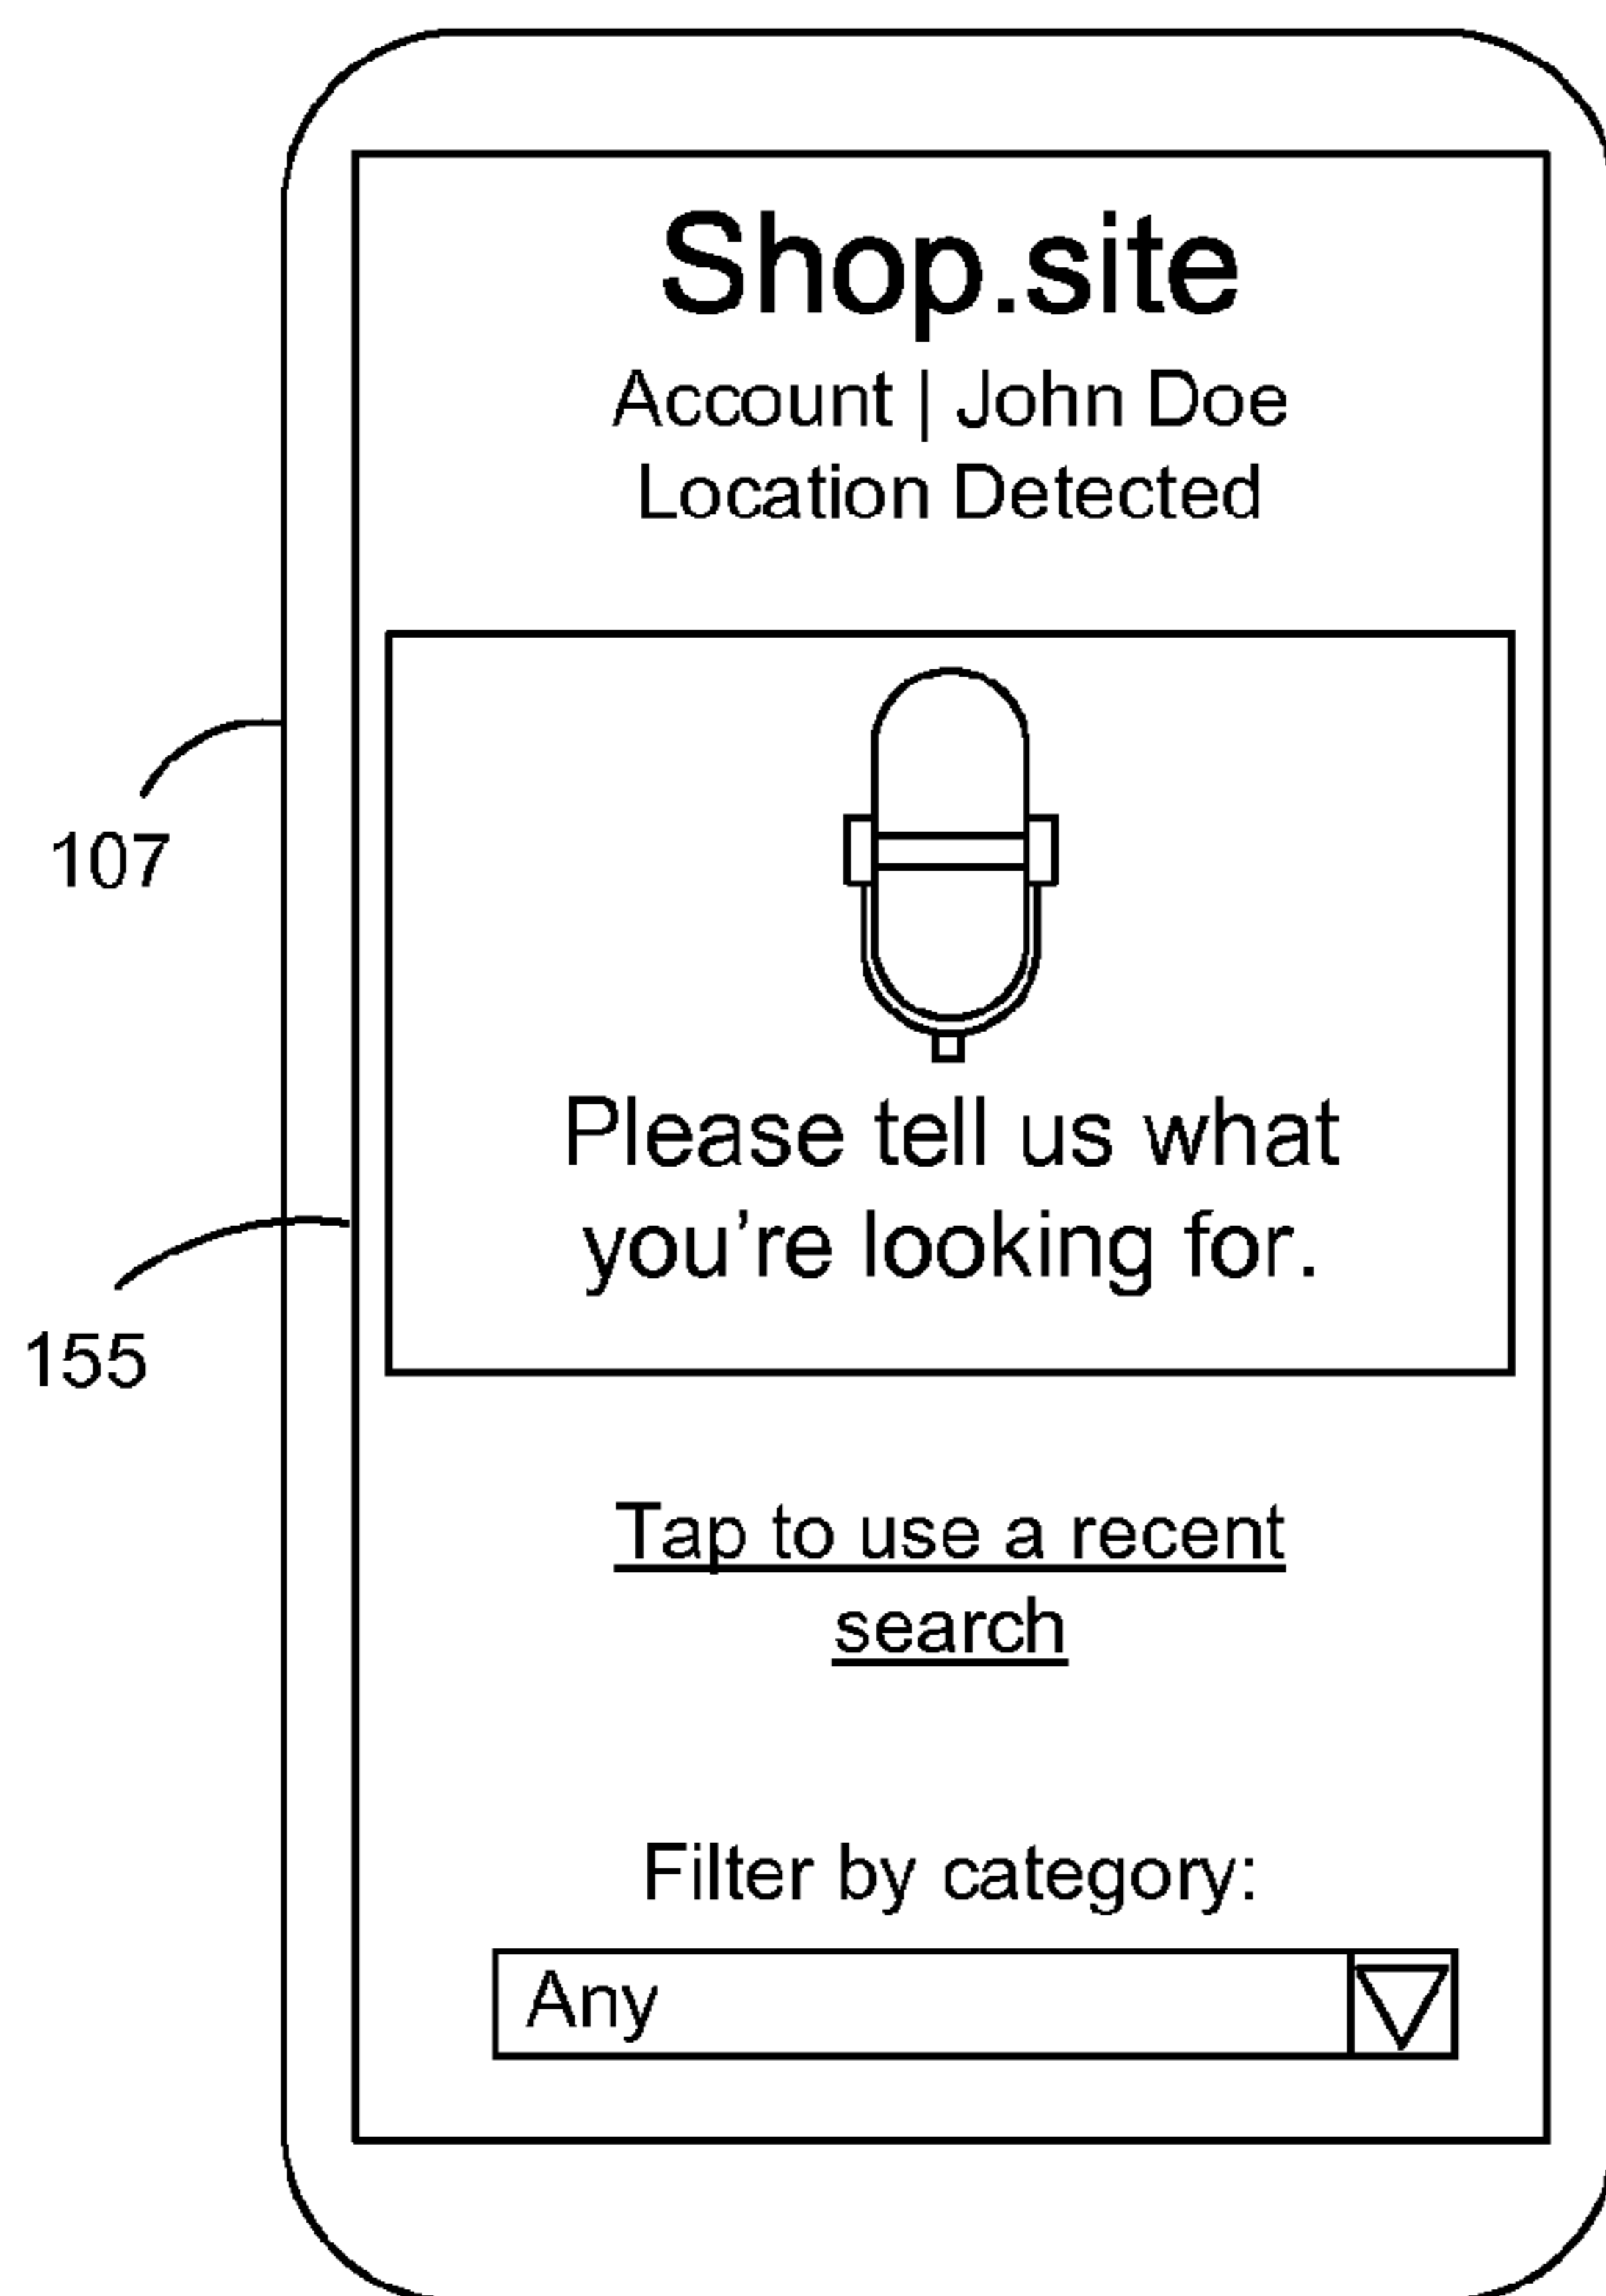 Shop.site
Account | John Doe
Location Detected
107
Please tell us what
you're looking for.
155
Tap to use a recent
search
Filter by category:
Any